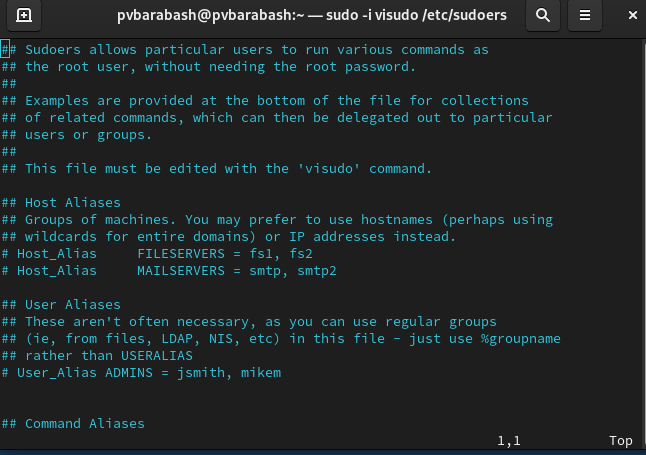 pvbarabash@pvbarabash:~ — sudo -i visudo /etc/sudoers
## Sudoers allows particular users to run various commands as
## the root user, without needing the root password.
##
## Examples are provided at the bottom of the file for collections
## of related commands, which can then be delegated out to particular
## users or groups.
##
## This file must be edited with the 'visudo' command.
## Host Aliases
## Groups of machines. You may prefer to use hostnames (perhaps using
## wildcards for entire domains) or IP addresses instead.
# Host_Alias     FILESERVERS = fs1, fs2
# Host_Alias     MAILSERVERS = smtp, smtp2
## User Aliases
## These aren't often necessary, as you can use regular groups
## (ie, from files, LDAP, NIS, etc) in this file - just use %groupname
## rather than USERALIAS
# User_Alias ADMINS = jsmith, mikem
## Command Aliases
1,1 Top